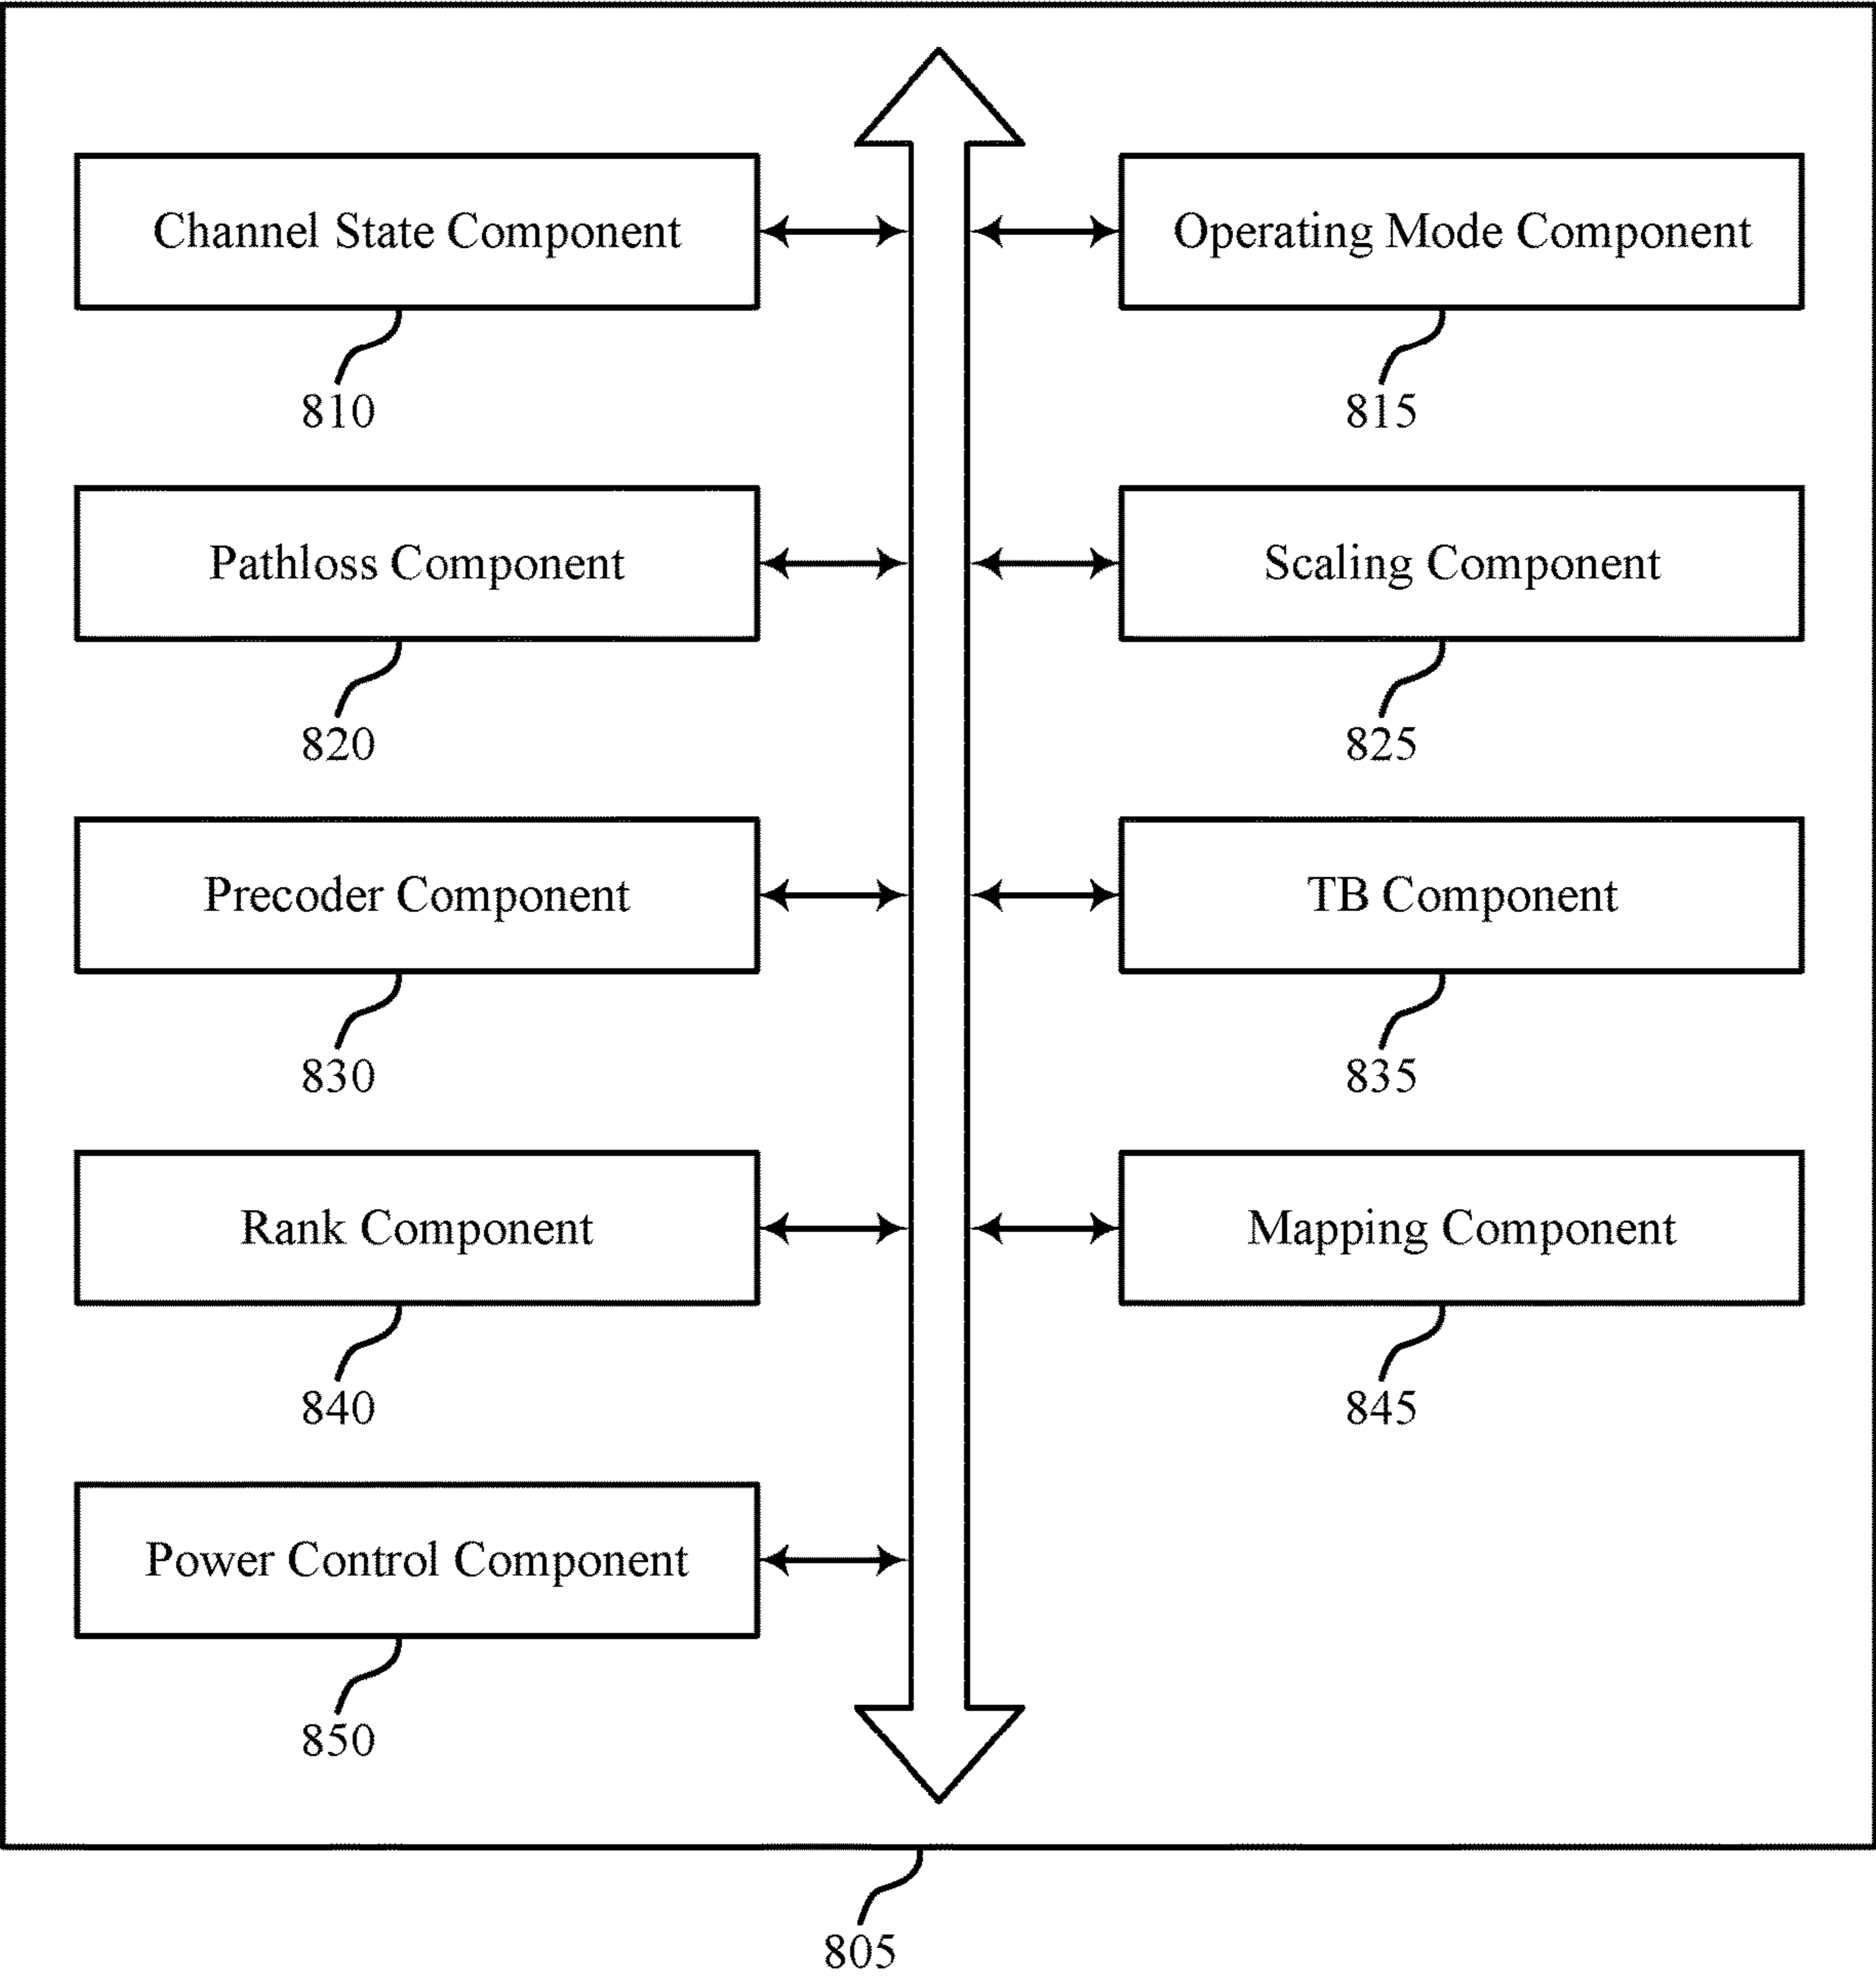 Channel State Component
Operating Mode Component
810
815
Pathloss Component
Scaling Component
820
825
Precoder Component
TB Component
830
835
Rank Component
Mapping Component
840
845
Power Control Component
850
805